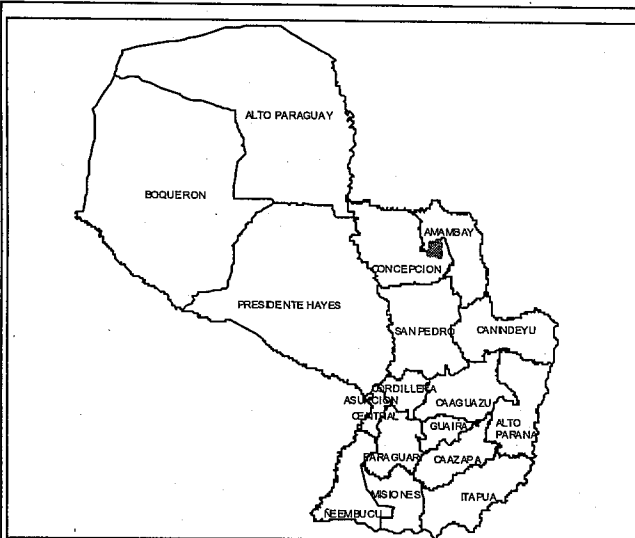 ALTO PARAGUAY
BOQUERON
AMAMBAY
CONCEPCION
PRESIDENTE HAYES
SAN PEDRO
CANINDEYU
CORDILLERA
ASUNCION
CAAGUAZU
CENTRAL
GUAIRA
ALTO
PARANA
PARAGUARI
CAAZAPA
MISIONES
ITAPUA
ÑEEMBUCU